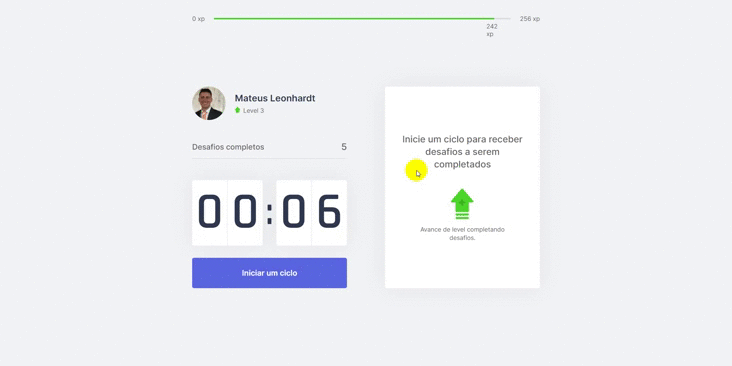 0 xp
256 xp
242
xp
Mateus Leonhardt
Level 3
Desafios completos 5
00:06
Iniciar um ciclo
Inicie um ciclo para receber
desafios a serem
completados
Avance de level completando
desafios.